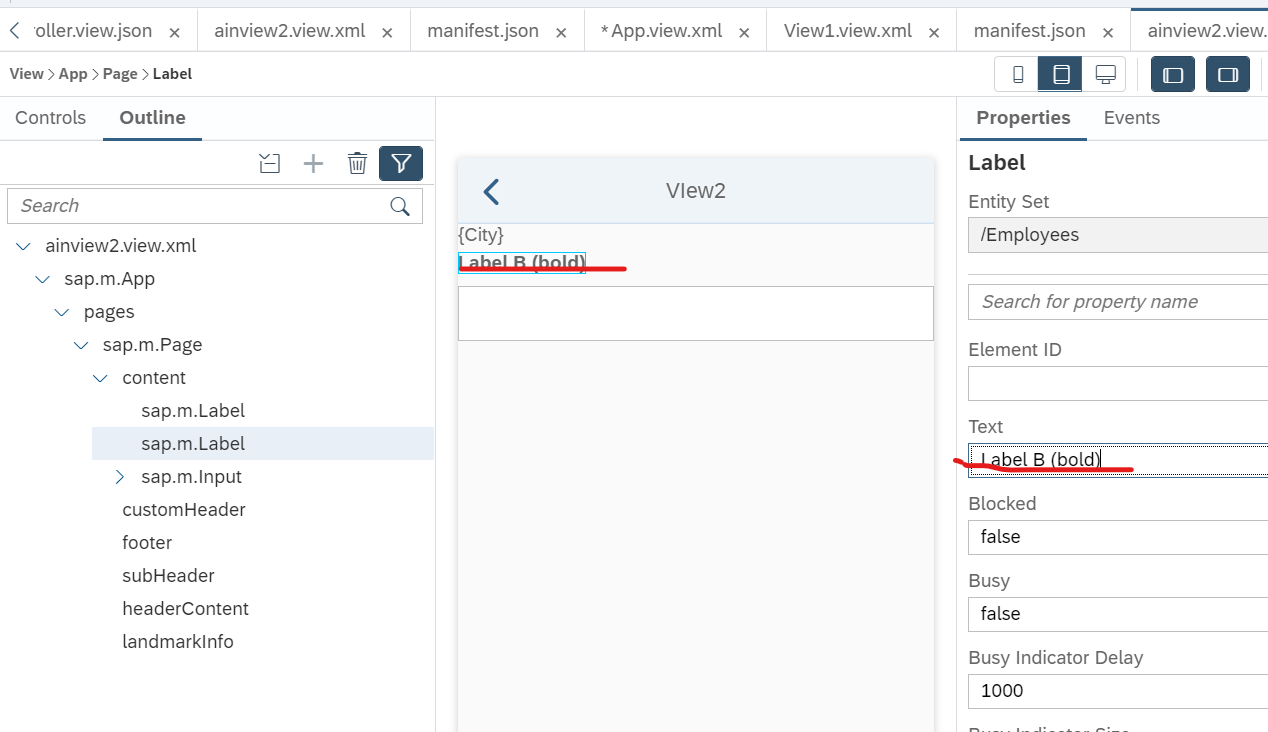 oller.view.json × ainview2.view.xml × manifest.json × *App.view.xml × View1.view.xml × manifest.json × ainview2.view.
View > App > Page > Label
Controls Outline
Search
ainview2.view.xml
sap.m.App
pages
sap.m.Page
content
sap.m.Label
sap.m.Label
sap.m.Input
customHeader
footer
subHeader
headerContent
landmarkInfo
VIew2
{City}
Label B (bold)
Properties Events
Label
Entity Set
/Employees
Search for property name
Element ID
Text
Label B (bold)
Blocked
false
Busy
false
Busy Indicator Delay
1000
Busy Indicator Size